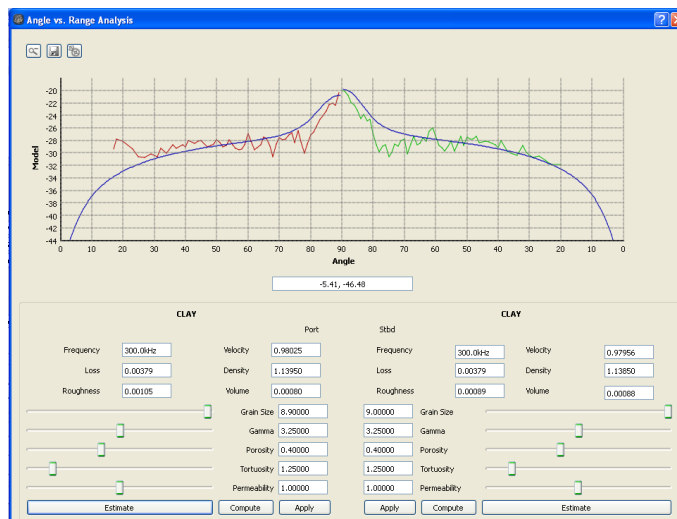 Angle vs. Range Analysis
-20
-22
-24
-26
-28
-30
-32
-34
-36
-38
-40
-42
-44
Model
0 10 20 30 40 50 60 70 80 90 80 70 60 50 40 30 20 10 0
Angle
-5.41, -46.48
CLAY CLAY
Port Stbd
Frequency 300.0kHz Velocity 0.98025 Frequency 300.0kHz Velocity 0.97956
Loss 0.00379 Density 1.13950 Loss 0.00379 Density 1.13850
Roughness 0.00105 Volume 0.00080 Roughness 0.00089 Volume 0.00088
Grain Size 8.90000 9.00000 Grain Size
Gamma 3.25000 3.25000 Gamma
Porosity 0.40000 0.40000 Porosity
Tortuosity 1.25000 1.25000 Tortuosity
Permeability 1.00000 1.00000 Permeability
Estimate Compute Apply Apply Compute Estimate